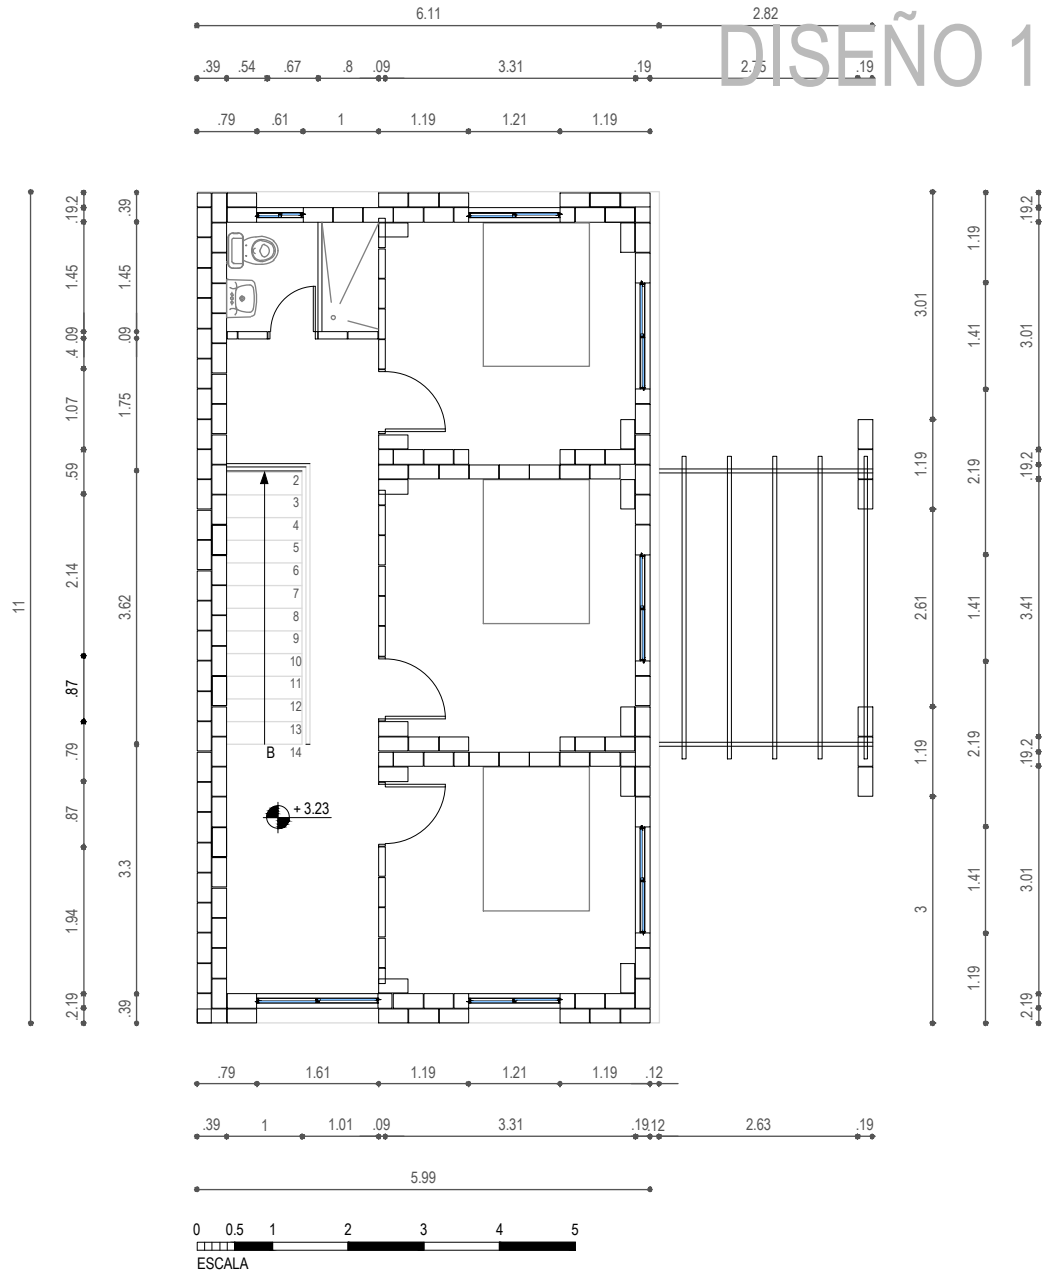 6.11 2.82
DISEÑO 1
.39 .54 .67 .8 .09 3.31 .19 2.75 .19
.79 .61 1 1.19 1.21 1.19
11
.19.2 1.45 .4 .09 1.07 .59 2.14 .87 .79 .87 1.94 .2.19
.39 1.45 .09 1.75 3.62 3.3 .39
2
3
4
5
6
7
8
9
10
11
12
13
B 14
+ 3.23
3.01 1.19 2.61 1.19 3
1.19 1.41 2.19 1.41 2.19 1.41 1.19
.19.2 3.01 .19.2 3.41 .19.2 3.01 .2.19
.79 1.61 1.19 1.21 1.19 .12
.39 1 1.01 .09 3.31 .19 .12 2.63 .19
5.99
0 0.5 1 2 3 4 5
ESCALA